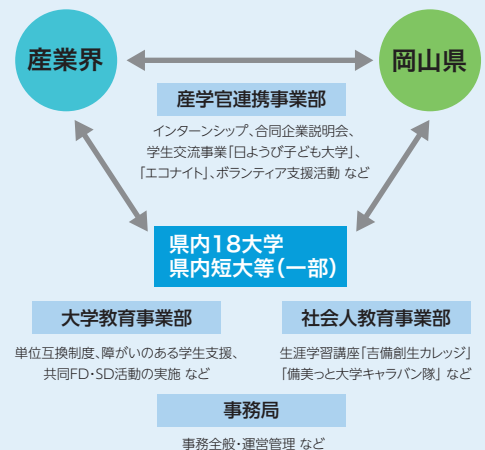 産業界
岡山県
産学官連携事業部
インターンシップ、合同企業説明会、
学生交流事業「日ようび子ども大学」、
「エコナイト」、ボランティア支援活動 など
県内18大学
県内短大等(一部)
大学教育事業部
単位互換制度、障がいのある学生支援、
共同FD・SD活動の実施 など
社会人教育事業部
生涯学習講座「吉備創生カレッジ」
「備美っと大学キャラバン隊」 など
事務局
事務全般・運営管理 など